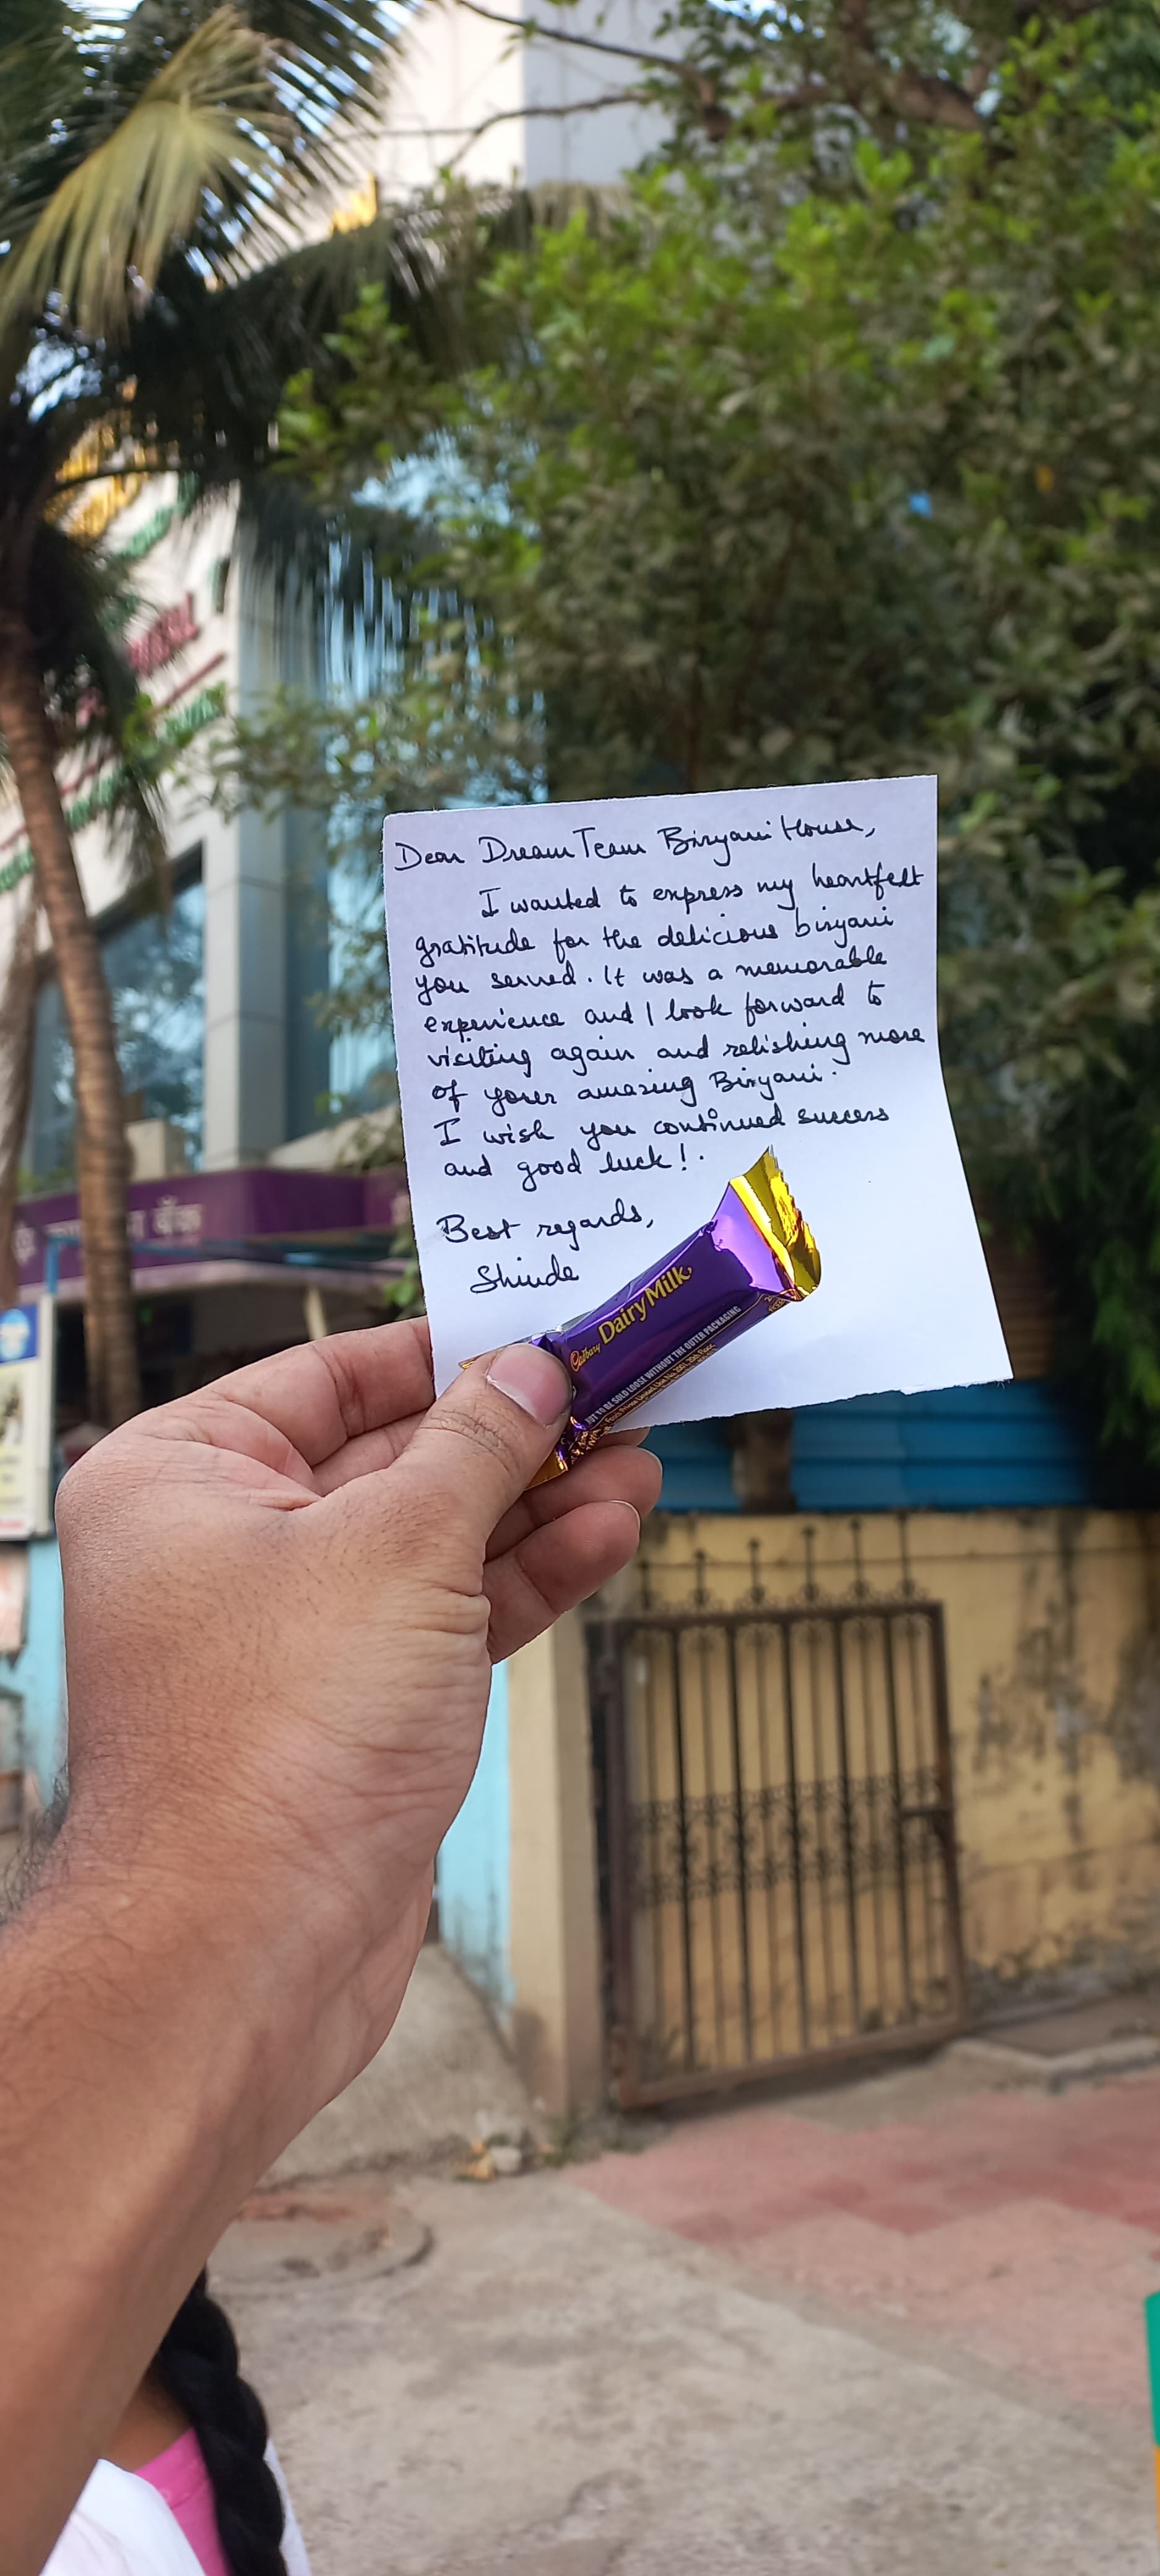 Dear Dream Team Biryani House,
I wanted to express my heartfelt
gratitude for the delicious biryani
you served. It was a memorable
experience and I look forward to
visiting again and relishing more
of your amazing Biryani.
I wish you continued success
and good luck!.
Best regards,
Shinde
Cadbury Dairy Milk
NOT TO BE SOLD LOOSE WITHOUT THE OUTER PACKAGING
बँक